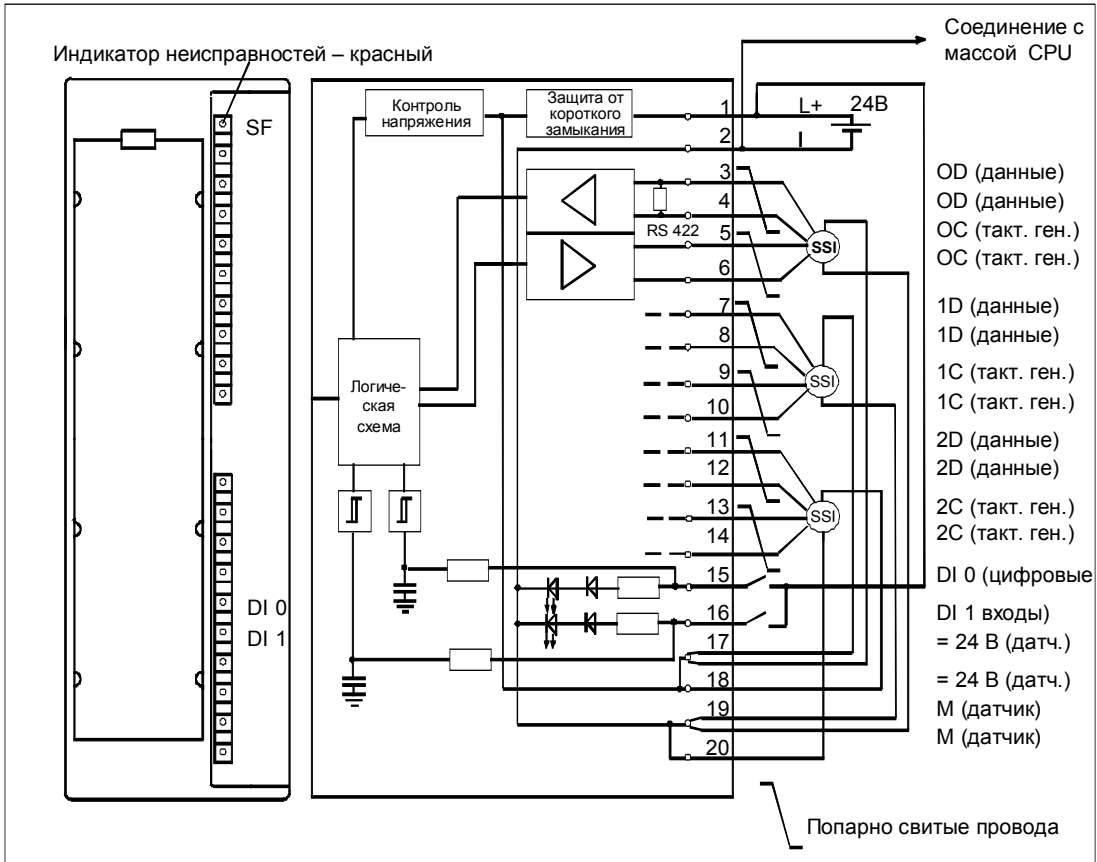 Соединение с
массой CPU
Индикатор неисправностей – красный
SF
Контроль
напряжения
Защита от
короткого
замыкания
1
L+
24В
2
I
3
OD (данные)
4
OD (данные)
RS 422
5
OC (такт. ген.)
SSI
6
OC (такт. ген.)
7
1D (данные)
8
1D (данные)
Логиче-
ская
схема
9
1C (такт. ген.)
SSI
10
1C (такт. ген.)
11
2D (данные)
12
2D (данные)
13
2C (такт. ген.)
SSI
14
2C (такт. ген.)
15
DI 0 (цифровые
DI 0
16
DI 1 входы)
DI 1
17
= 24 В (датч.)
18
= 24 В (датч.)
19
М (датчик)
20
М (датчик)
Попарно свитые провода